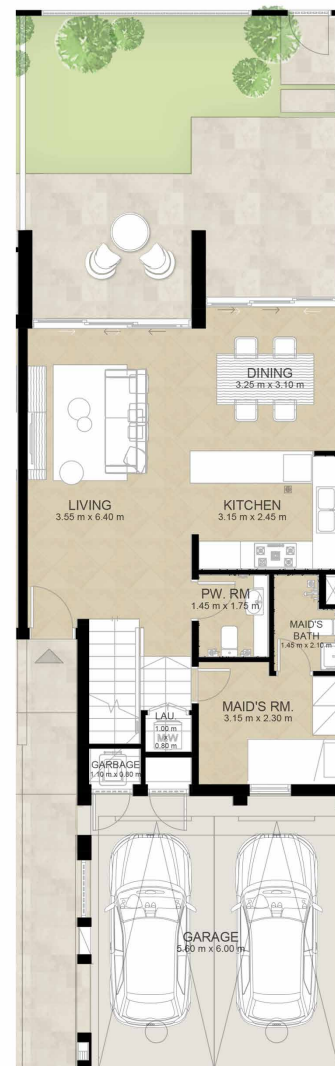 DINING
3.25 m x 3.10 m
LIVING
3.55 m x 6.40 m
KITCHEN
3.15 m x 2.45 m
PW. RM
1.45 m x 1.75 m
MAID'S
BATH
1.45 m x 2.10 m
MAID'S RM.
3.15 m x 2.30 m
LAU.
1.00 m
x
0.80 m
M/W
GARBAGE
1.10 m x 0.80 m
GARAGE
5.60 m x 6.00 m